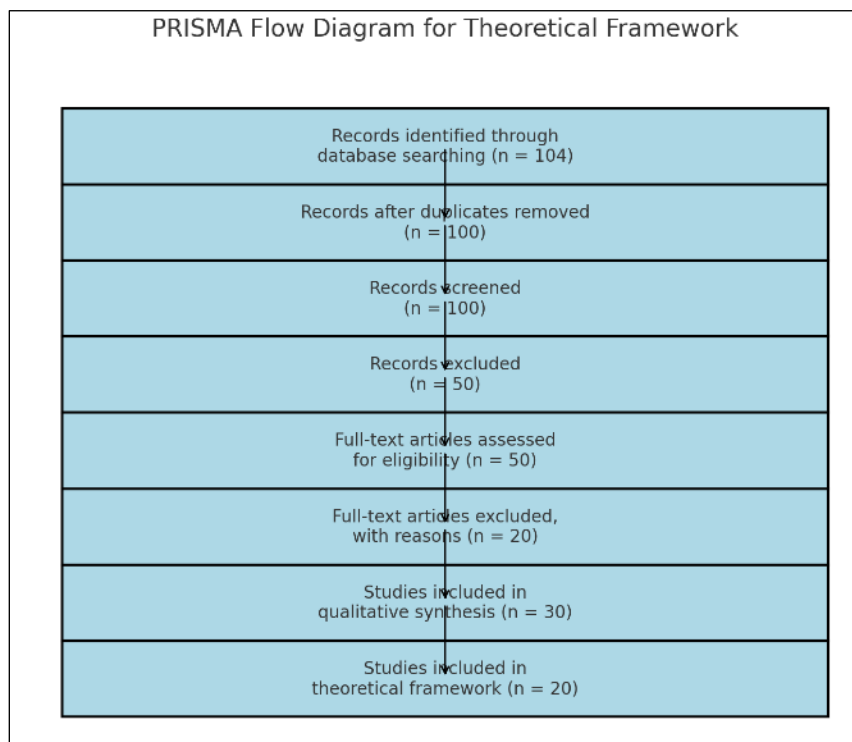 PRISMA Flow Diagram for Theoretical Framework
Records identified through
database searching (n = 104)
Records after duplicates removed
(n = 100)
Records screened
(n = 100)
Records excluded
(n = 50)
Full-text articles assessed
for eligibility (n = 50)
Full-text articles excluded,
with reasons (n = 20)
Studies included in
qualitative synthesis (n = 30)
Studies included in
theoretical framework (n = 20)